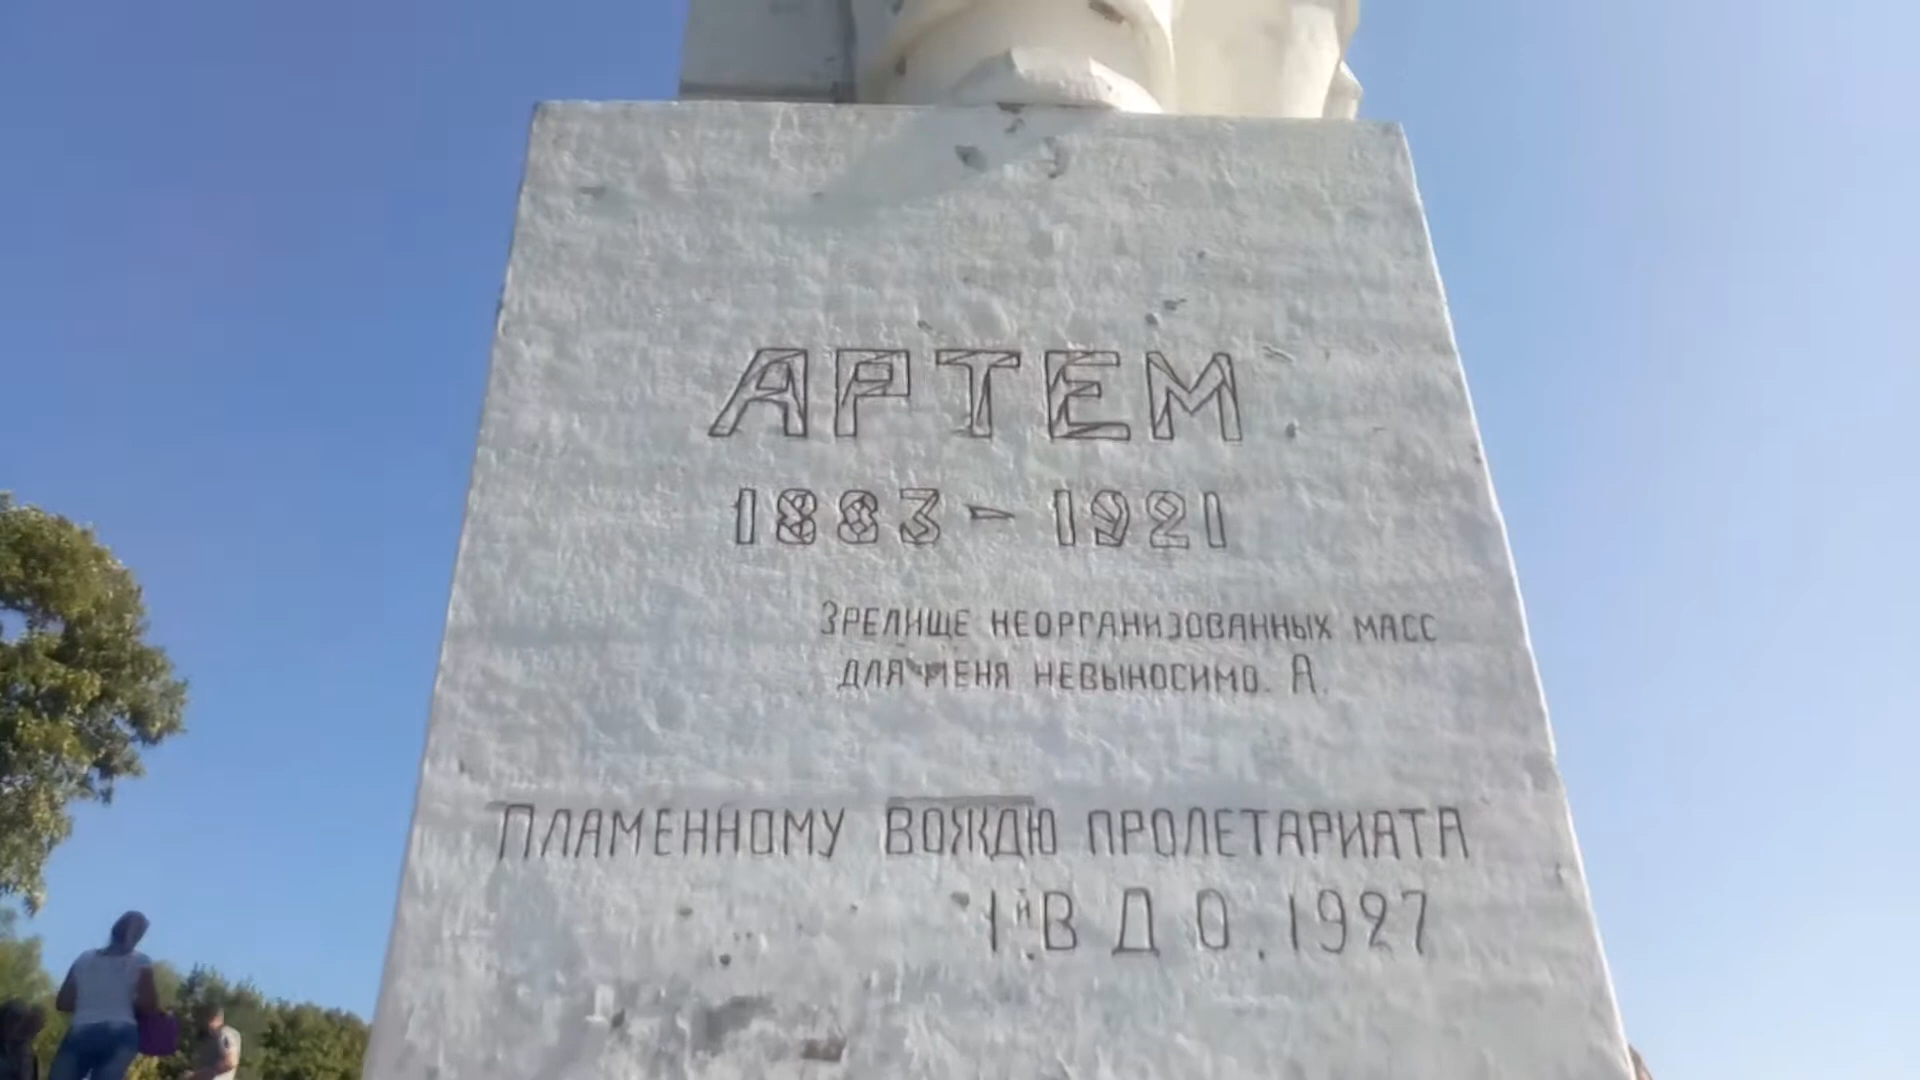 АРТЕМ
1883 - 1921
ЗРЕЛИЩЕ НЕОРГАНИЗОВАННЫХ МАСС
ДЛЯ МЕНЯ НЕВЫНОСИМО. А.
ПЛАМЕННОМУ ВОЖДЮ ПРОЛЕТАРИАТА
1й В Д О. 1927